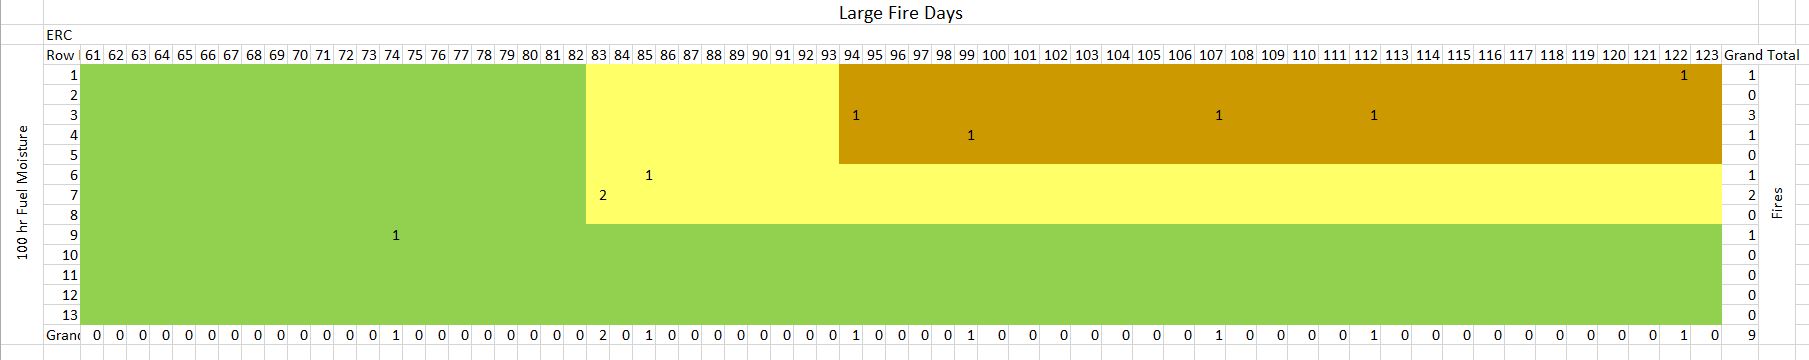 Large Fire Days
ERC
Row 61 62 63 64 65 66 67 68 69 70 71 72 73 74 75 76 77 78 79 80 81 82 83 84 85 86 87 88 89 90 91 92 93 94 95 96 97 98 99 100 101 102 103 104 105 106 107 108 109 110 111 112 113 114 115 116 117 118 119 120 121 122 123 Grand Total
100 hr Fuel Moisture
1 1 1
2 0
3 1 1 1 3
4 1 1
5 0
6 1 1
7 2 2
8 0
9 1 1
10 0
11 0
12 0
13 0
Fires
Grand 0 0 0 0 0 0 0 0 0 0 0 0 0 1 0 0 0 0 0 0 0 0 2 0 1 0 0 0 0 0 0 0 0 1 0 0 0 0 1 0 0 0 0 0 0 0 1 0 0 0 0 1 0 0 0 0 0 0 0 0 0 1 0 9